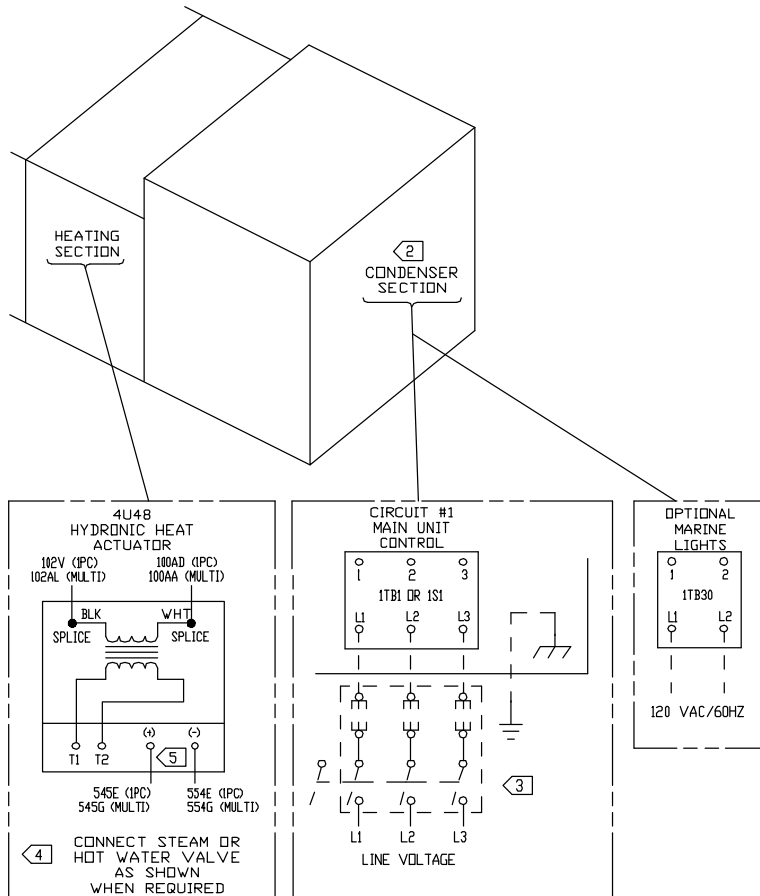 HEATING
SECTION
2
CONDENSER
SECTION
4U48
HYDRONIC HEAT
ACTUATOR
102V (1PC)
102AL (MULTI)
100AD (1PC)
100AA (MULTI)
BLK
WHT
SPLICE
SPLICE
T1
T2
(+)
(-)
5
545E (1PC)
545G (MULTI)
554E (1PC)
554G (MULTI)
4
CONNECT STEAM OR
HOT WATER VALVE
AS SHOWN
WHEN REQUIRED
CIRCUIT #1
MAIN UNIT
CONTROL
1 2 3
1TB1 OR 1S1
L1 L2 L3
3
L1 L2 L3
LINE VOLTAGE
OPTIONAL
MARINE
LIGHTS
1 2
1TB30
L1 L2
120 VAC/60HZ